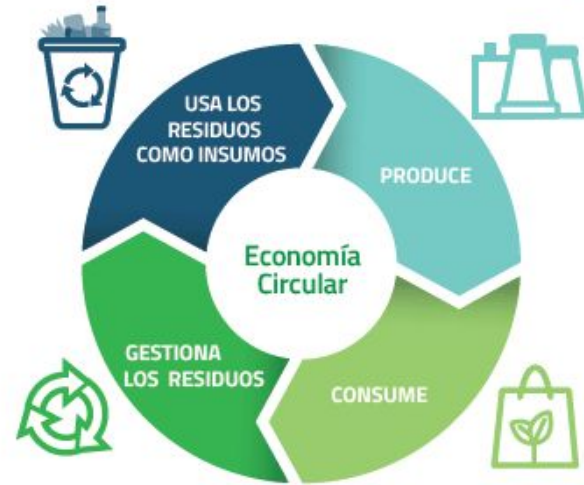 USA LOS
RESIDUOS
COMO INSUMOS
PRODUCE
Economía
Circular
GESTIONA
LOS RESIDUOS
CONSUME